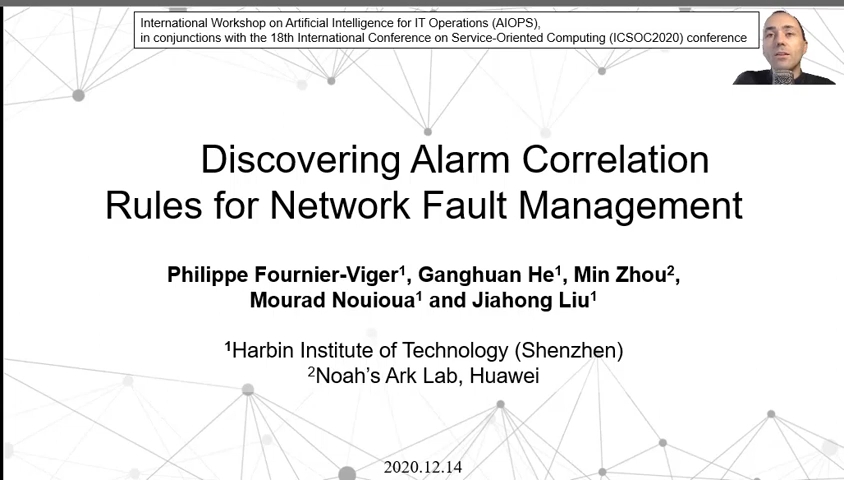 International Workshop on Artificial Intelligence for IT Operations (AIOPS),
in conjunctions with the 18th International Conference on Service-Oriented Computing (ICSOC2020) conference
Discovering Alarm Correlation
Rules for Network Fault Management
Philippe Fournier-Viger¹, Ganghuan He¹, Min Zhou²,
Mourad Nouioua¹ and Jiahong Liu¹
¹Harbin Institute of Technology (Shenzhen)
²Noah’s Ark Lab, Huawei
2020.12.14